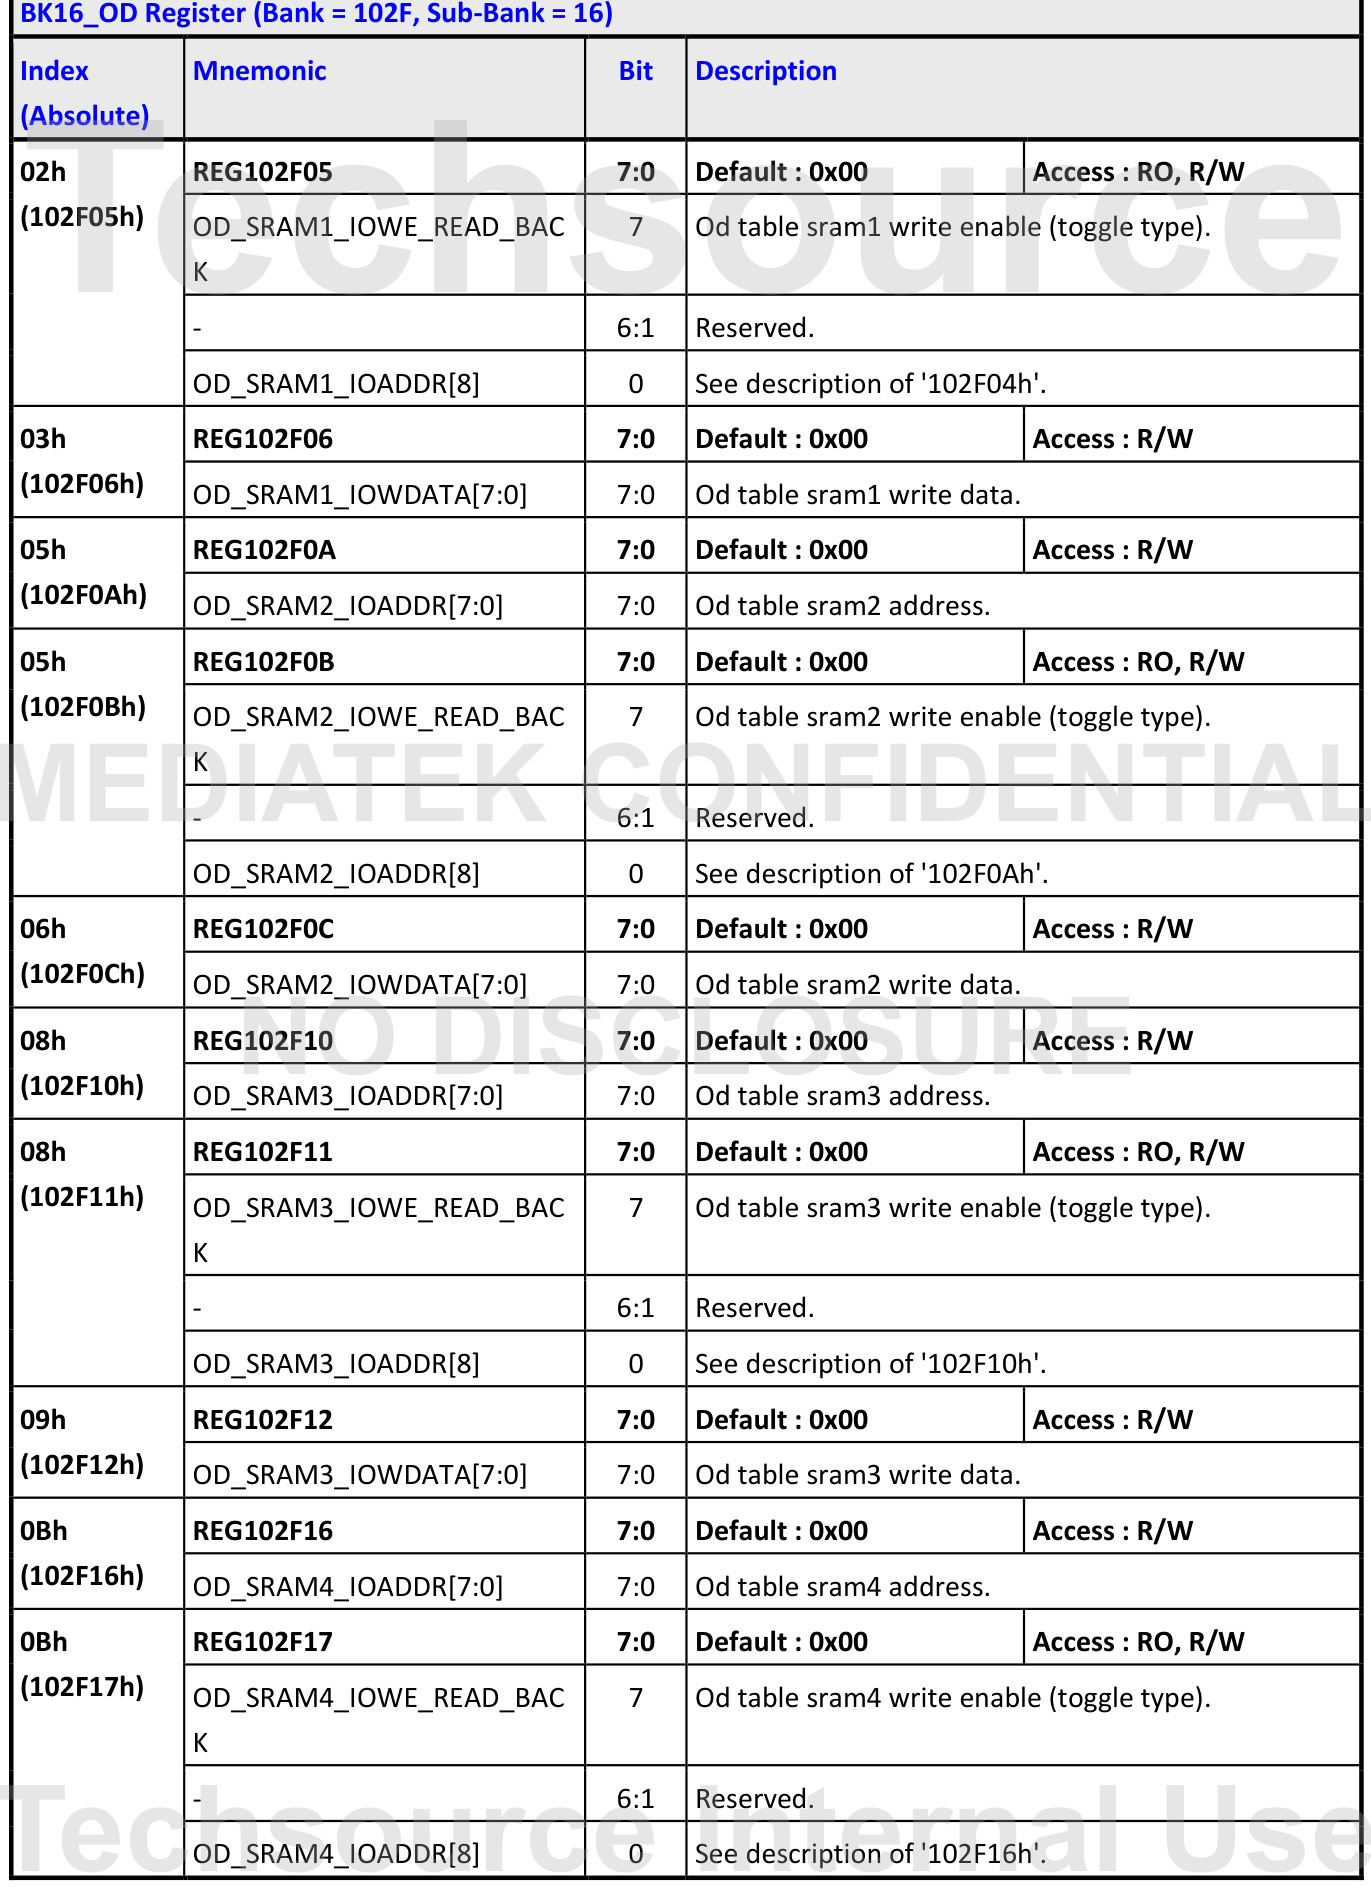 BK16_OD Register (Bank = 102F, Sub-Bank = 16)
Index (Absolute) Mnemonic Bit Description
02h (102F05h) REG102F05 7:0 Default : 0x00 Access : RO, R/W
OD_SRAM1_IOWE_READ_BACK 7 Od table sram1 write enable (toggle type).
- 6:1 Reserved.
OD_SRAM1_IOADDR[8] 0 See description of '102F04h'.
03h (102F06h) REG102F06 7:0 Default : 0x00 Access : R/W
OD_SRAM1_IOWDATA[7:0] 7:0 Od table sram1 write data.
05h (102F0Ah) REG102F0A 7:0 Default : 0x00 Access : R/W
OD_SRAM2_IOADDR[7:0] 7:0 Od table sram2 address.
05h (102F0Bh) REG102F0B 7:0 Default : 0x00 Access : RO, R/W
OD_SRAM2_IOWE_READ_BACK 7 Od table sram2 write enable (toggle type).
- 6:1 Reserved.
OD_SRAM2_IOADDR[8] 0 See description of '102F0Ah'.
06h (102F0Ch) REG102F0C 7:0 Default : 0x00 Access : R/W
OD_SRAM2_IOWDATA[7:0] 7:0 Od table sram2 write data.
08h (102F10h) REG102F10 7:0 Default : 0x00 Access : R/W
OD_SRAM3_IOADDR[7:0] 7:0 Od table sram3 address.
08h (102F11h) REG102F11 7:0 Default : 0x00 Access : RO, R/W
OD_SRAM3_IOWE_READ_BACK 7 Od table sram3 write enable (toggle type).
- 6:1 Reserved.
OD_SRAM3_IOADDR[8] 0 See description of '102F10h'.
09h (102F12h) REG102F12 7:0 Default : 0x00 Access : R/W
OD_SRAM3_IOWDATA[7:0] 7:0 Od table sram3 write data.
0Bh (102F16h) REG102F16 7:0 Default : 0x00 Access : R/W
OD_SRAM4_IOADDR[7:0] 7:0 Od table sram4 address.
0Bh (102F17h) REG102F17 7:0 Default : 0x00 Access : RO, R/W
OD_SRAM4_IOWE_READ_BACK 7 Od table sram4 write enable (toggle type).
- 6:1 Reserved.
OD_SRAM4_IOADDR[8] 0 See description of '102F16h'.
Techsource
MEDIATEK CONFIDENTIAL
NO DISCLOSURE
Techsource Internal Use